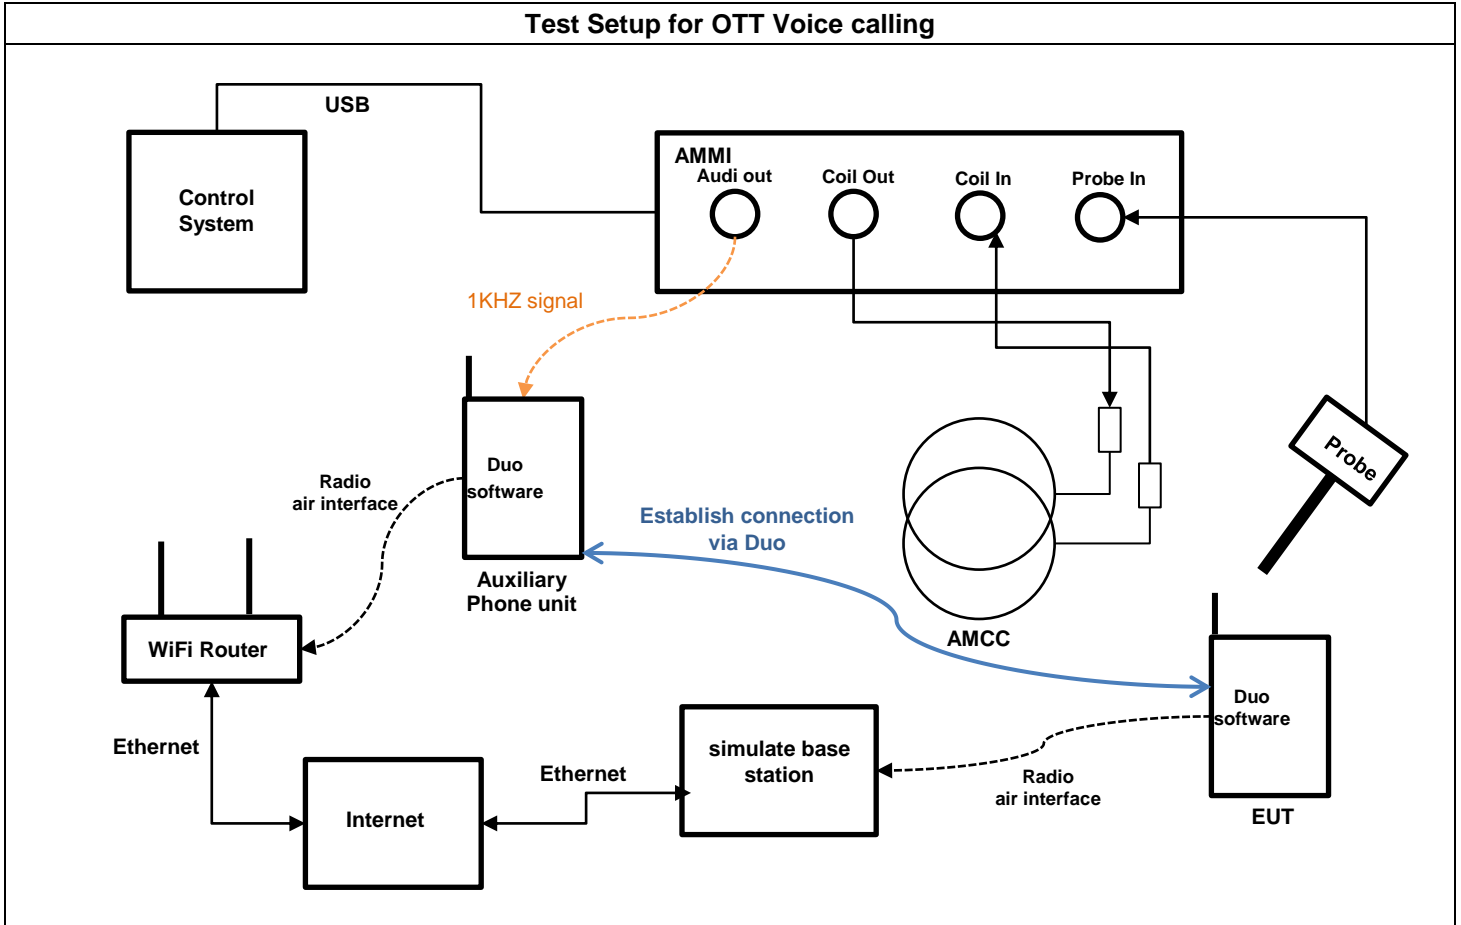 Test Setup for OTT Voice calling
USB
Control
System
AMMI
Audi out
Coil Out
Coil In
Probe In
1KHZ signal
Probe
Duo
software
Radio
air interface
Establish connection
via Duo
Auxiliary
Phone unit
AMCC
WiFi Router
Duo
software
Ethernet
simulate base
station
Ethernet
Radio
air interface
Internet
EUT